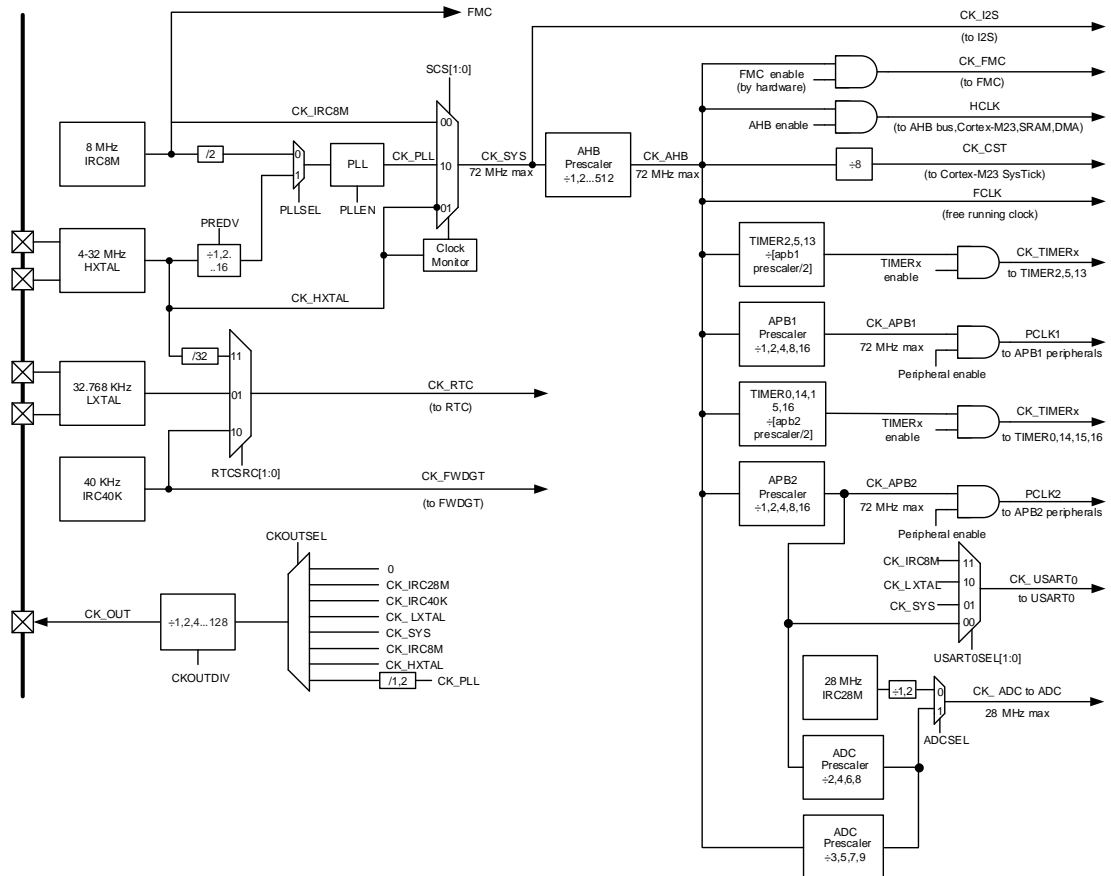 FMC
CK_I2S
(to I2S)
SCS[1:0]
FMC enable
(by hardware)
CK_FMC
(to FMC)
CK_IRC8M
00
AHB enable
HCLK
(to AHB bus,Cortex-M23,SRAM,DMA)
8 MHz
IRC8M
/2
0
1
PLL
CK_PLL
10
CK_SYS
72 MHz max
AHB
Prescaler
÷1,2...512
CK_AHB
72 MHz max
÷8
CK_CST
(to Cortex-M23 SysTick)
PLLSEL
PLLEN
01
FCLK
(free running clock)
PREDV
4-32 MHz
HXTAL
÷1,2.
..16
Clock
Monitor
TIMER2,5,13
÷[apb1
prescaler/2]
TIMERx
enable
CK_TIMERx
to TIMER2,5,13
CK_HXTAL
/32
11
APB1
Prescaler
÷1,2,4,8,16
CK_APB1
72 MHz max
Peripheral enable
PCLK1
to APB1 peripherals
32.768 KHz
LXTAL
01
CK_RTC
(to RTC)
10
TIMER0,14,1
5,16
÷[apb2
prescaler/2]
TIMERx
enable
CK_TIMERx
to TIMER0,14,15,16
RTCSRC[1:0]
40 KHz
IRC40K
CK_FWDGT
(to FWDGT)
APB2
Prescaler
÷1,2,4,8,16
CK_APB2
72 MHz max
Peripheral enable
PCLK2
to APB2 peripherals
CKOUTSEL
0
CK_IRC28M
CK_IRC40K
CK_LXTAL
CK_SYS
CK_IRC8M
CK_HXTAL
/1,2
CK_PLL
CK_OUT
÷1,2,4...128
CKOUTDIV
CK_IRC8M
11
CK_LXTAL
10
CK_SYS
01
00
CK_USART0
to USART0
USART0SEL[1:0]
28 MHz
IRC28M
÷1,2
0
1
CK_ ADC to ADC
28 MHz max
ADCSEL
ADC
Prescaler
÷2,4,6,8
ADC
Prescaler
÷3,5,7,9